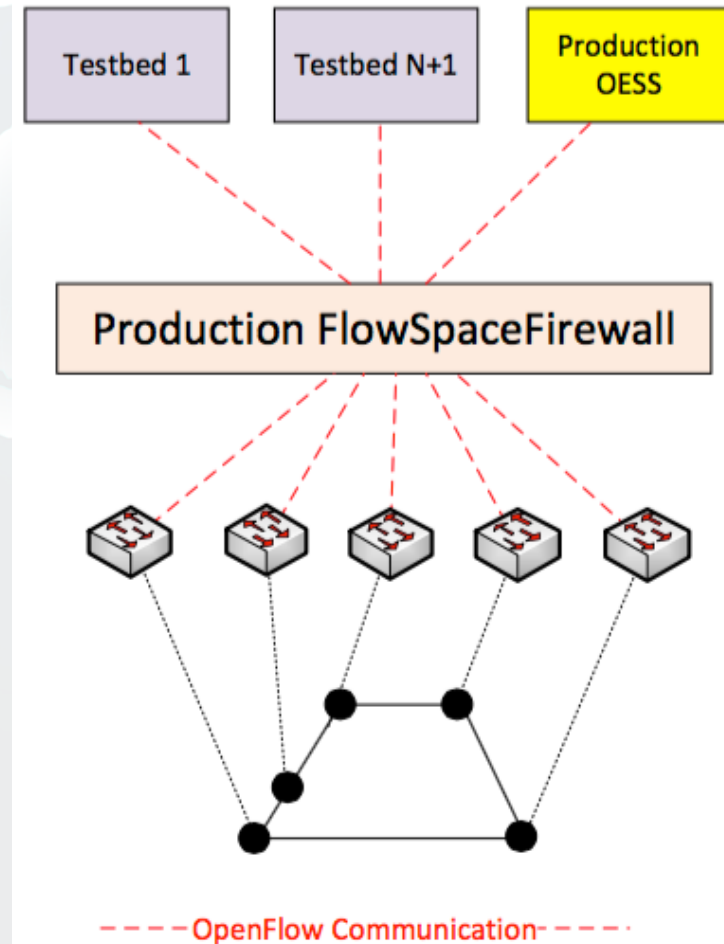 Testbed 1
Testbed N+1
Production
OESS
Production FlowSpaceFirewall
OpenFlow Communication